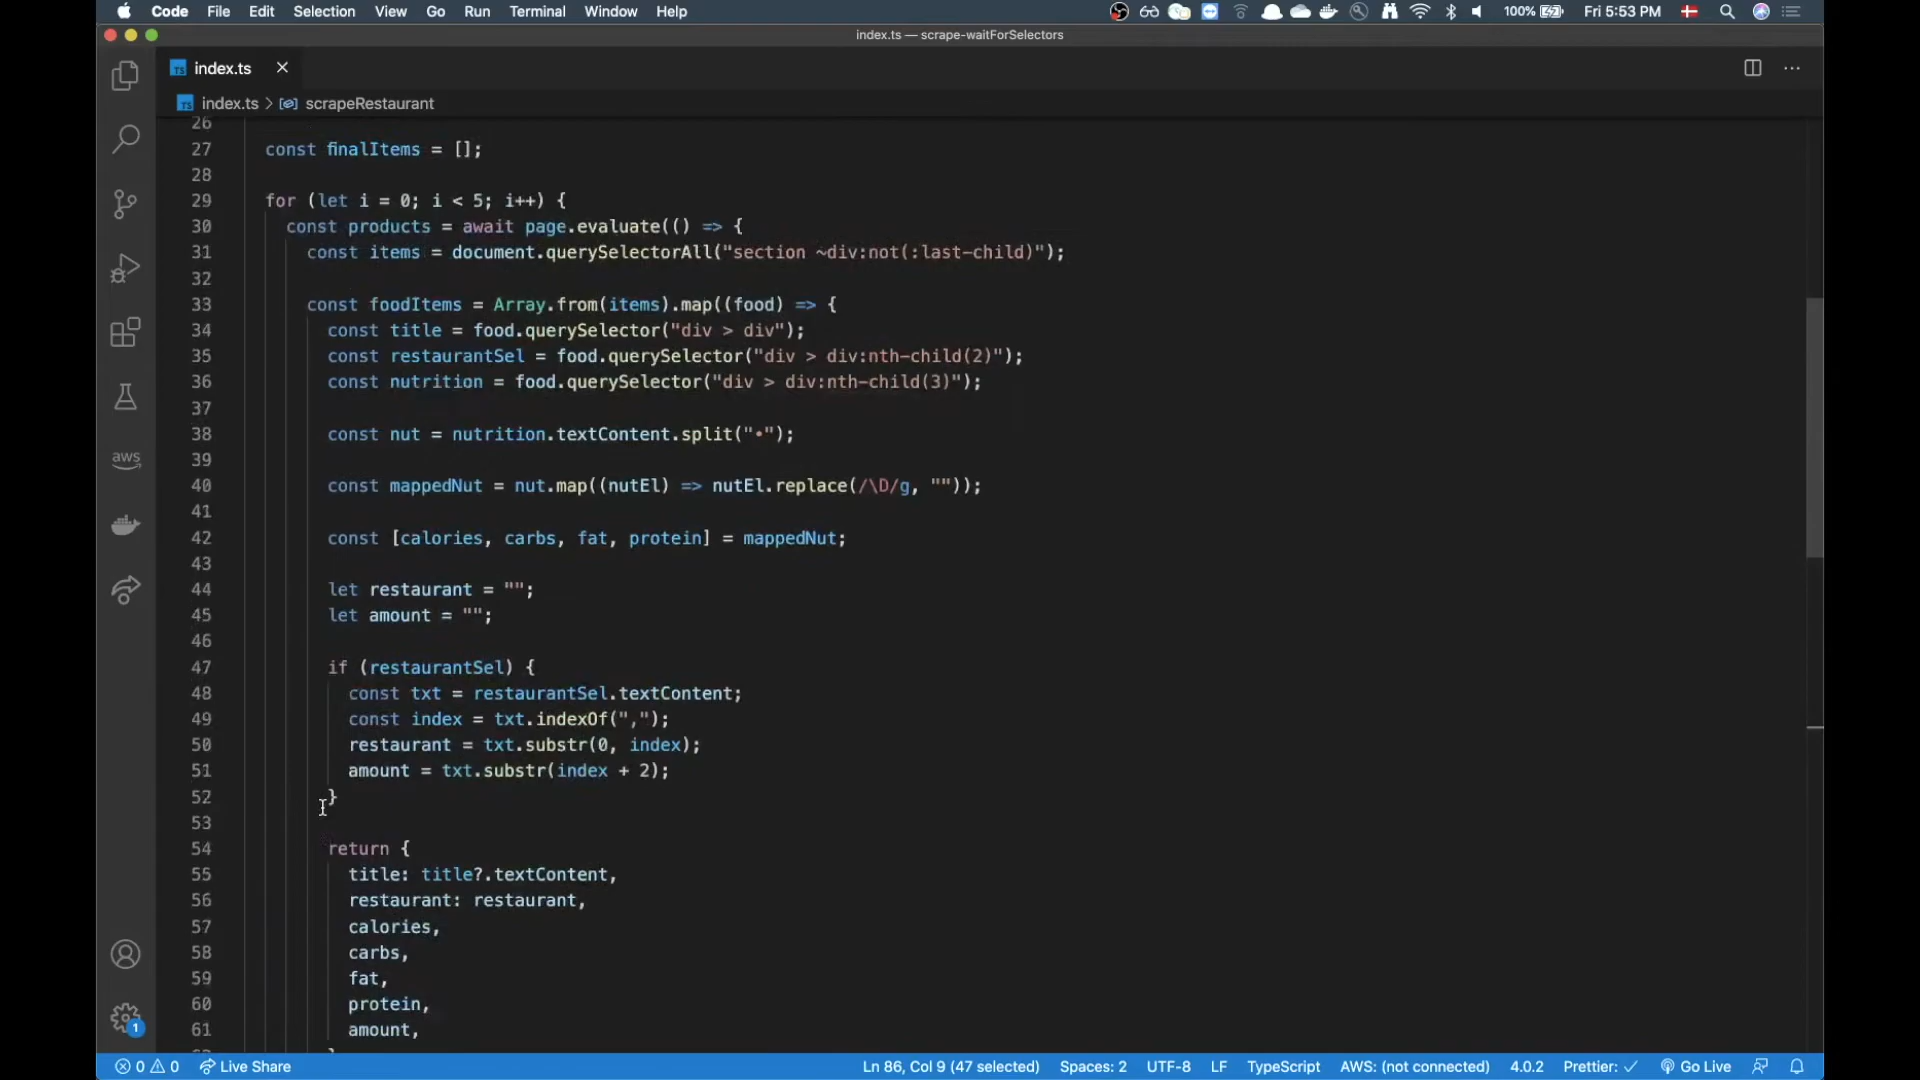 Code File Edit Selection View Go Run Terminal Window Help 100% Fri 5:53 PM
index.ts — scrape-waitForSelectors
TS index.ts ×
TS index.ts > scrapeRestaurant
26
27 const finalItems = [];
28
29 for (let i = 0; i < 5; i++) {
30 const products = await page.evaluate(() => {
31 const items = document.querySelectorAll("section ~div:not(:last-child)");
32
33 const foodItems = Array.from(items).map((food) => {
34 const title = food.querySelector("div > div");
35 const restaurantSel = food.querySelector("div > div:nth-child(2)");
36 const nutrition = food.querySelector("div > div:nth-child(3)");
37
38 const nut = nutrition.textContent.split("•");
39
40 const mappedNut = nut.map((nutEl) => nutEl.replace(/\D/g, ""));
41
42 const [calories, carbs, fat, protein] = mappedNut;
43
44 let restaurant = "";
45 let amount = "";
46
47 if (restaurantSel) {
48 const txt = restaurantSel.textContent;
49 const index = txt.indexOf(",");
50 restaurant = txt.substr(0, index);
51 amount = txt.substr(index + 2);
52 }
53
54 return {
55 title: title?.textContent,
56 restaurant: restaurant,
57 calories,
58 carbs,
59 fat,
60 protein,
61 amount,
aws
1
0 0 Live Share Ln 86, Col 9 (47 selected) Spaces: 2 UTF-8 LF TypeScript AWS: (not connected) 4.0.2 Prettier: ✓ Go Live